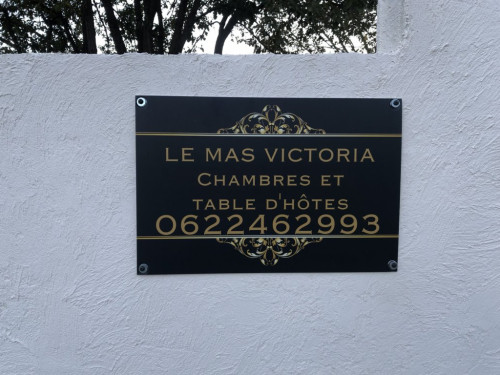 LE MAS VICTORIA
CHAMBRES ET
TABLE D'HÔTES
0622462993